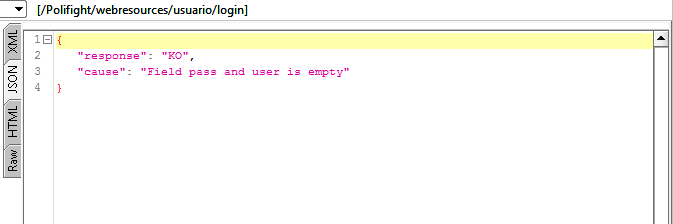 [/Polifight/webresources/usuario/login]
XML
JSON
HTML
Raw
1 {
2 "response": "KO",
3 "cause": "Field pass and user is empty"
4 }